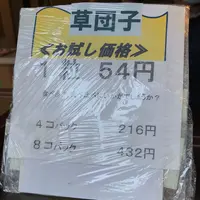 草団子
≪お試し価格≫
1 54円
か?
4コパック 216円
8コパック 432円